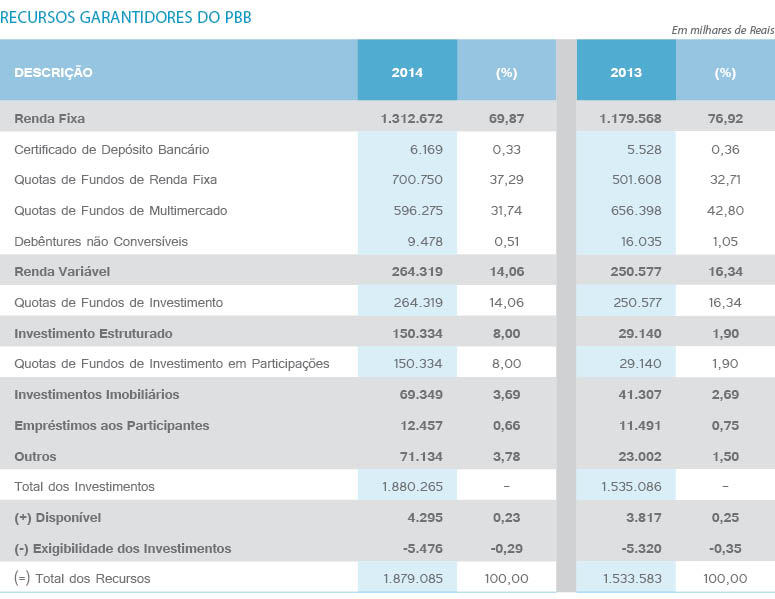 RECURSOS GARANTIDORES DO PBB
Em milhares de Reais
DESCRIÇÃO 2014 (%) 2013 (%)
Renda Fixa 1.312.672 69,87 1.179.568 76,92
Certificado de Depósito Bancário 6.169 0,33 5.528 0,36
Quotas de Fundos de Renda Fixa 700.750 37,29 501.608 32,71
Quotas de Fundos de Multimercado 596.275 31,74 656.398 42,80
Debêntures não Conversíveis 9.478 0,51 16.035 1,05
Renda Variável 264.319 14,06 250.577 16,34
Quotas de Fundos de Investimento 264.319 14,06 250.577 16,34
Investimento Estruturado 150.334 8,00 29.140 1,90
Quotas de Fundos de Investimento em Participações 150.334 8,00 29.140 1,90
Investimentos Imobiliários 69.349 3,69 41.307 2,69
Empréstimos aos Participantes 12.457 0,66 11.491 0,75
Outros 71.134 3,78 23.002 1,50
Total dos Investimentos 1.880.265 – 1.535.086 –
(+) Disponível 4.295 0,23 3.817 0,25
(-) Exigibilidade dos Investimentos -5.476 -0,29 -5.320 -0,35
(=) Total dos Recursos 1.879.085 100,00 1.533.583 100,00